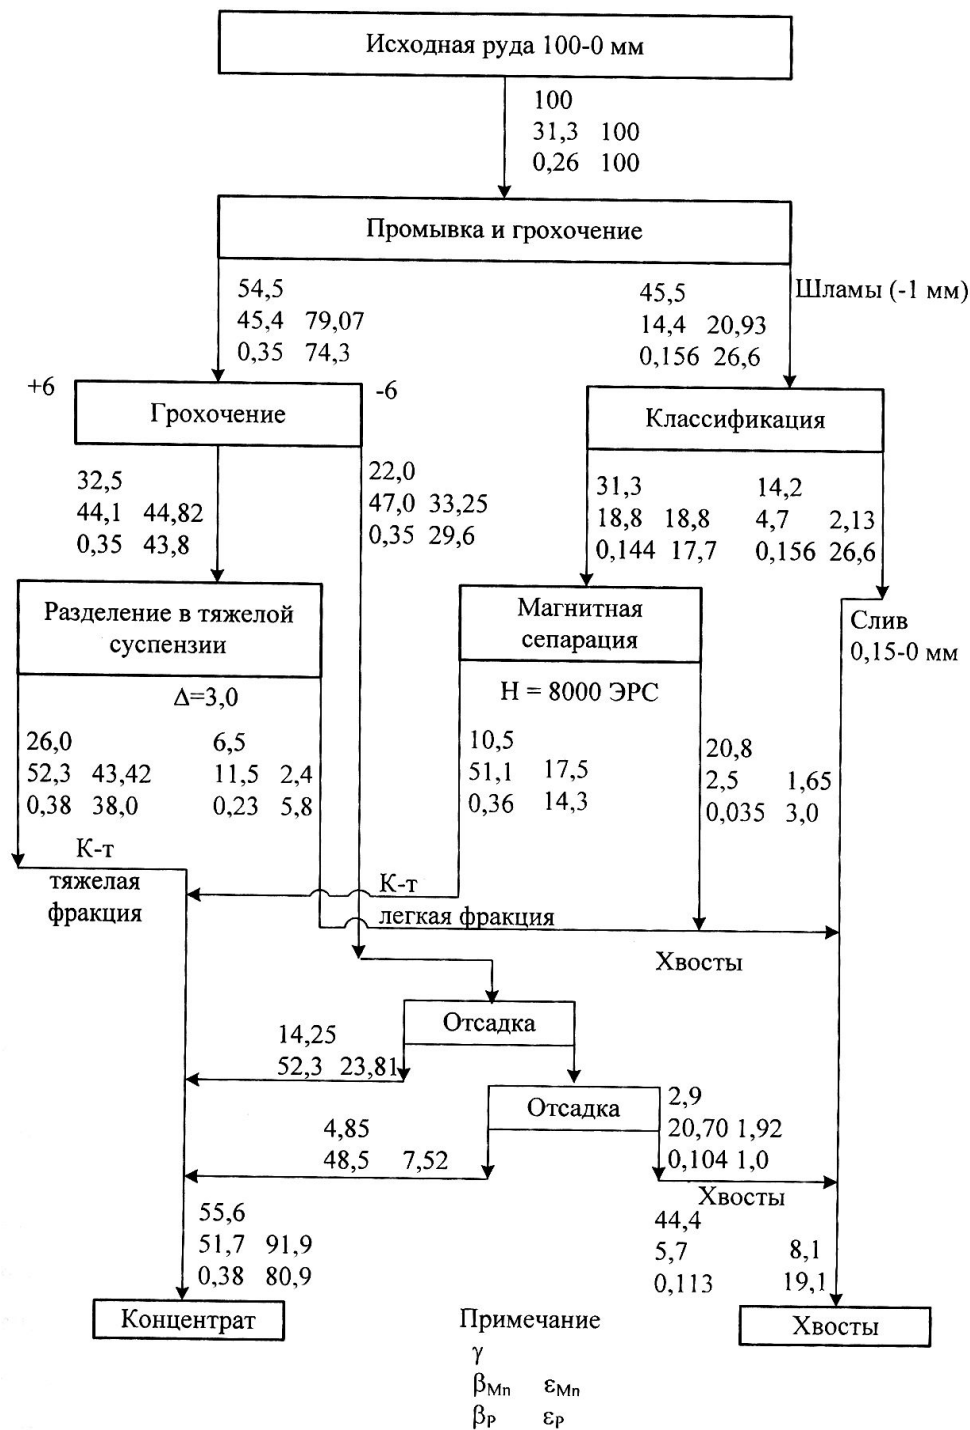 Исходная руда 100-0 мм
100
31,3 100
0,26 100
Промывка и грохочение
54,5
45,4 79,07
0,35 74,3
45,5
14,4 20,93
0,156 26,6
Шламы (-1 мм)
+6
Грохочение
-6
Классификация
32,5
44,1 44,82
0,35 43,8
22,0
47,0 33,25
0,35 29,6
31,3
18,8 18,8
0,144 17,7
14,2
4,7 2,13
0,156 26,6
Разделение в тяжелой
суспензии
Δ=3,0
Магнитная
сепарация
H = 8000 ЭРС
Слив
0,15-0 мм
26,0
52,3 43,42
0,38 38,0
6,5
11,5 2,4
0,23 5,8
10,5
51,1 17,5
0,36 14,3
20,8
2,5 1,65
0,035 3,0
К-т
тяжелая
фракция
К-т
легкая фракция
Хвосты
Отсадка
14,25
52,3 23,81
Отсадка
4,85
48,5 7,52
2,9
20,70 1,92
0,104 1,0
Хвосты
55,6
51,7 91,9
0,38 80,9
44,4
5,7 8,1
0,113 19,1
Концентрат
Хвосты
Примечание
γ
βMn εMn
βP εP